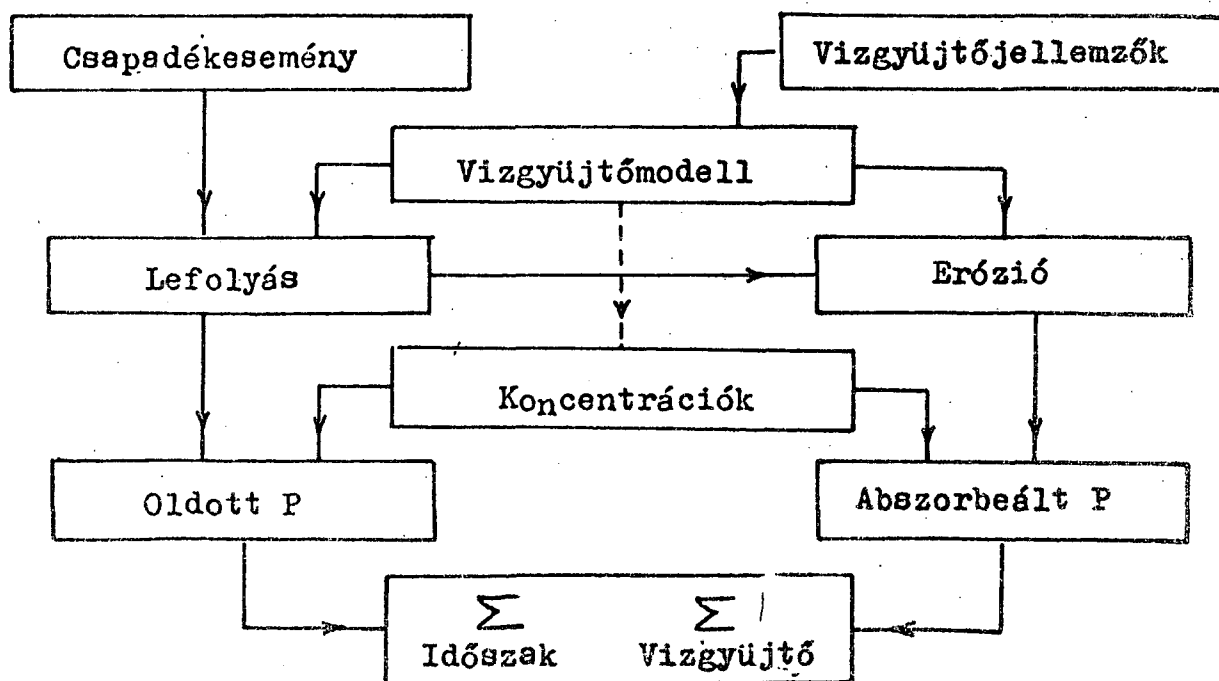 Csapadékesemény
Vizgyüjtőjellemzők
Vizgyüjtőmodell
Lefolyás
Erózió
Koncentrációk
Oldott P
Abszorbeált P
Σ Σ
Időszak Vizgyüjtő